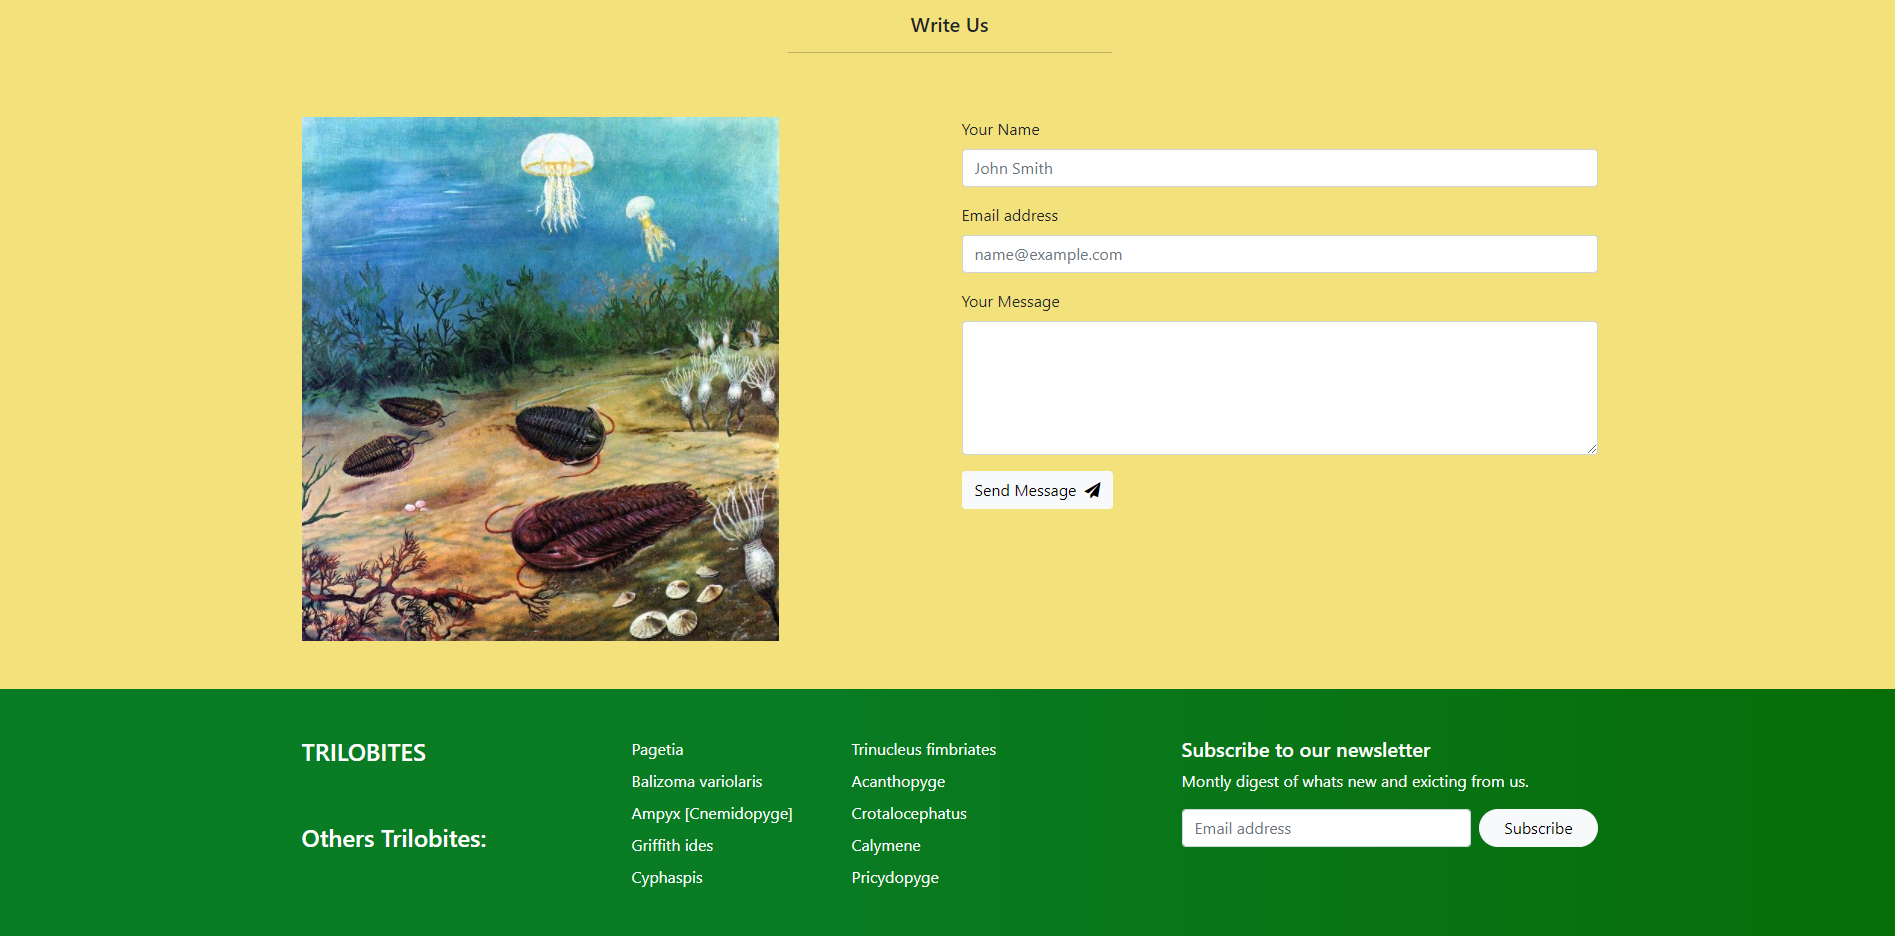 Write Us
Your Name
John Smith
Email address
name@example.com
Your Message
Send Message
TRILOBITES
Others Trilobites:
Pagetia
Balizoma variolaris
Ampyx [Cnemidopyge]
Griffith ides
Cyphaspis
Trinucleus fimbriates
Acanthopyge
Crotalocephatus
Calymene
Pricydopyge
Subscribe to our newsletter
Montly digest of whats new and exicting from us.
Email address
Subscribe